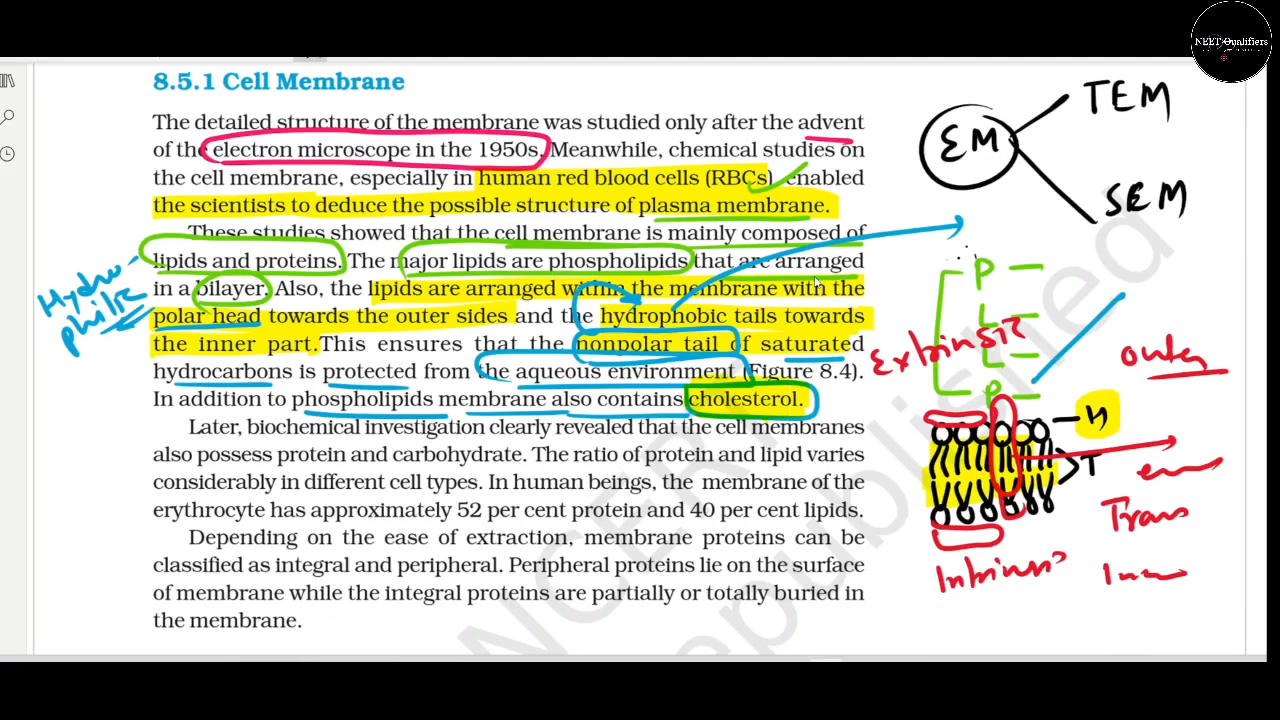 NEET Qualifiers
8.5.1 Cell Membrane
The detailed structure of the membrane was studied only after the advent
of the electron microscope in the 1950s. Meanwhile, chemical studies on
the cell membrane, especially in human red blood cells (RBCs), enabled
the scientists to deduce the possible structure of plasma membrane.
These studies showed that the cell membrane is mainly composed of
lipids and proteins. The major lipids are phospholipids that are arranged
in a bilayer. Also, the lipids are arranged within the membrane with the
polar head towards the outer sides and the hydrophobic tails towards
the inner part.This ensures that the nonpolar tail of saturated
hydrocarbons is protected from the aqueous environment (Figure 8.4).
In addition to phospholipids membrane also contains cholesterol.
Later, biochemical investigation clearly revealed that the cell membranes
also possess protein and carbohydrate. The ratio of protein and lipid varies
considerably in different cell types. In human beings, the membrane of the
erythrocyte has approximately 52 per cent protein and 40 per cent lipids.
Depending on the ease of extraction, membrane proteins can be
classified as integral and peripheral. Peripheral proteins lie on the surface
of membrane while the integral proteins are partially or totally buried in
the membrane.
Hydro
philic
EM
TEM
SEM
P
L
L
P
Extrinsic
outer
H
T
Trans
Intrinsic